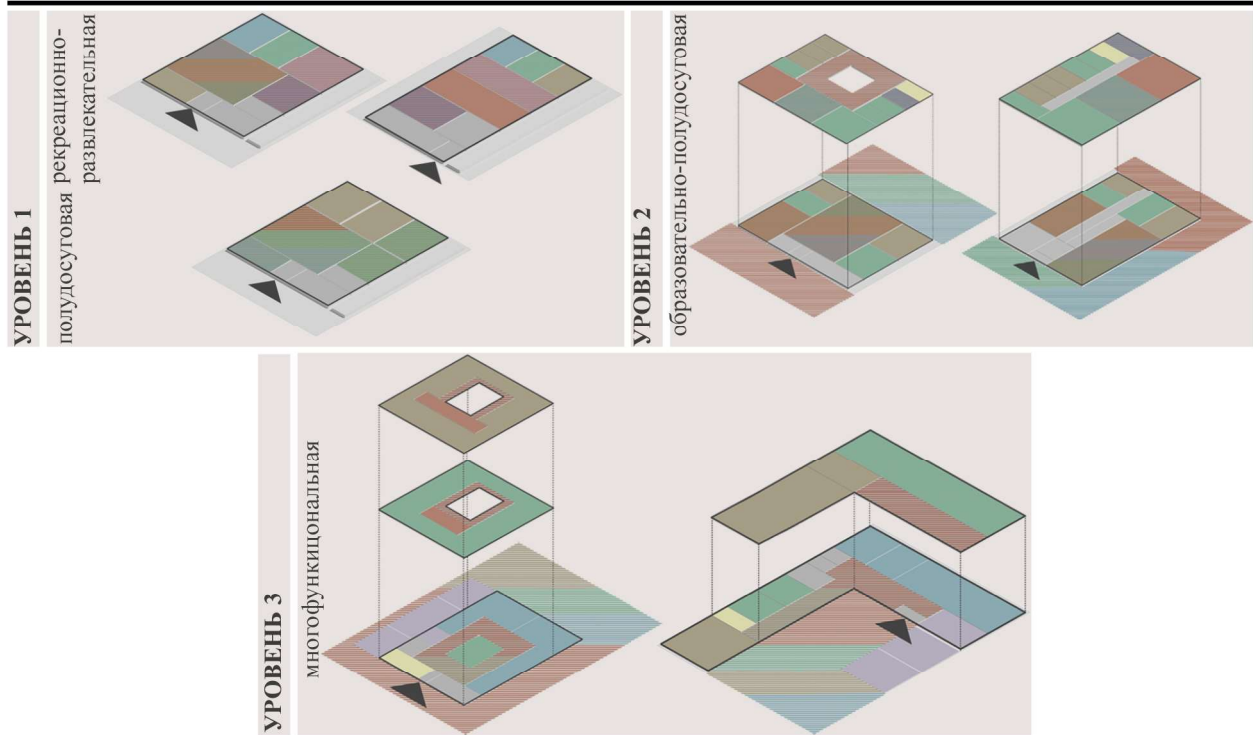 УРОВЕНЬ 1
полудосуговая рекреационно-
развлекательная
УРОВЕНЬ 2
образовательно-полудосуговая
УРОВЕНЬ 3
многофункицональная